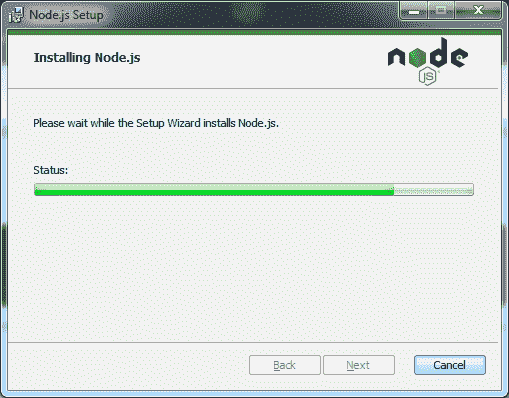 Node.js Setup
Installing Node.js
node
JS
Please wait while the Setup Wizard installs Node.js.
Status:
Back
Next
Cancel